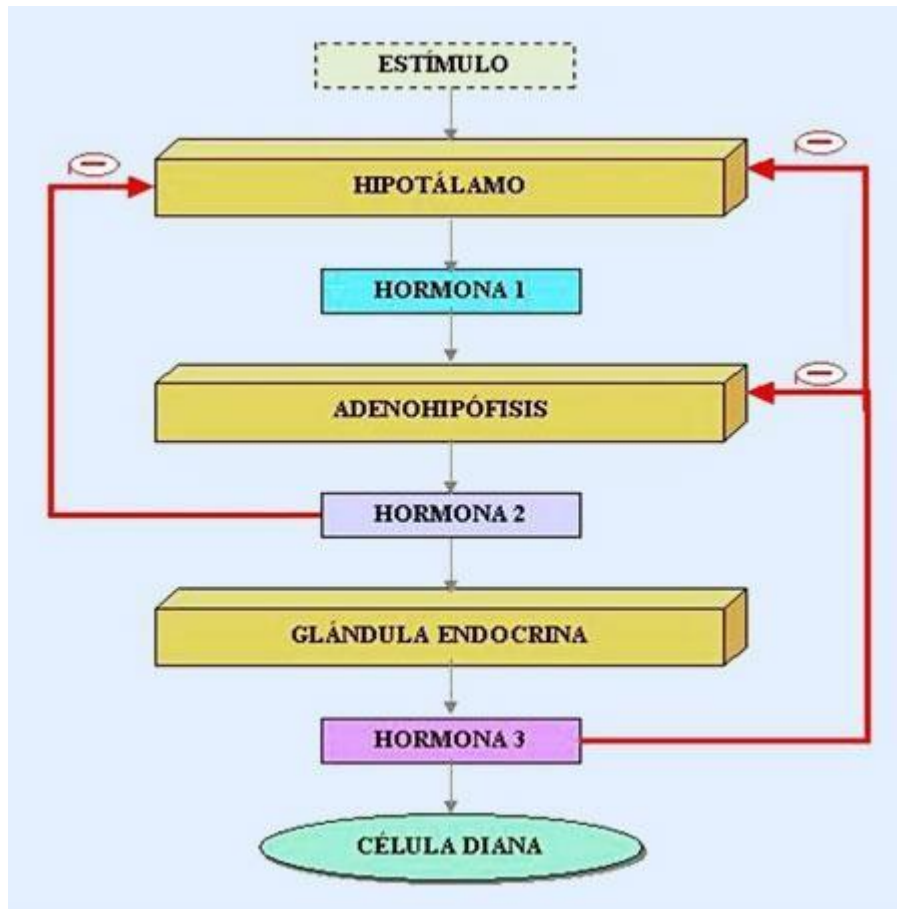 ESTÍMULO
HIPOTÁLAMO
HORMONA 1
ADENOHIPÓFISIS
HORMONA 2
GLÁNDULA ENDOCRINA
HORMONA 3
CÉLULA DIANA